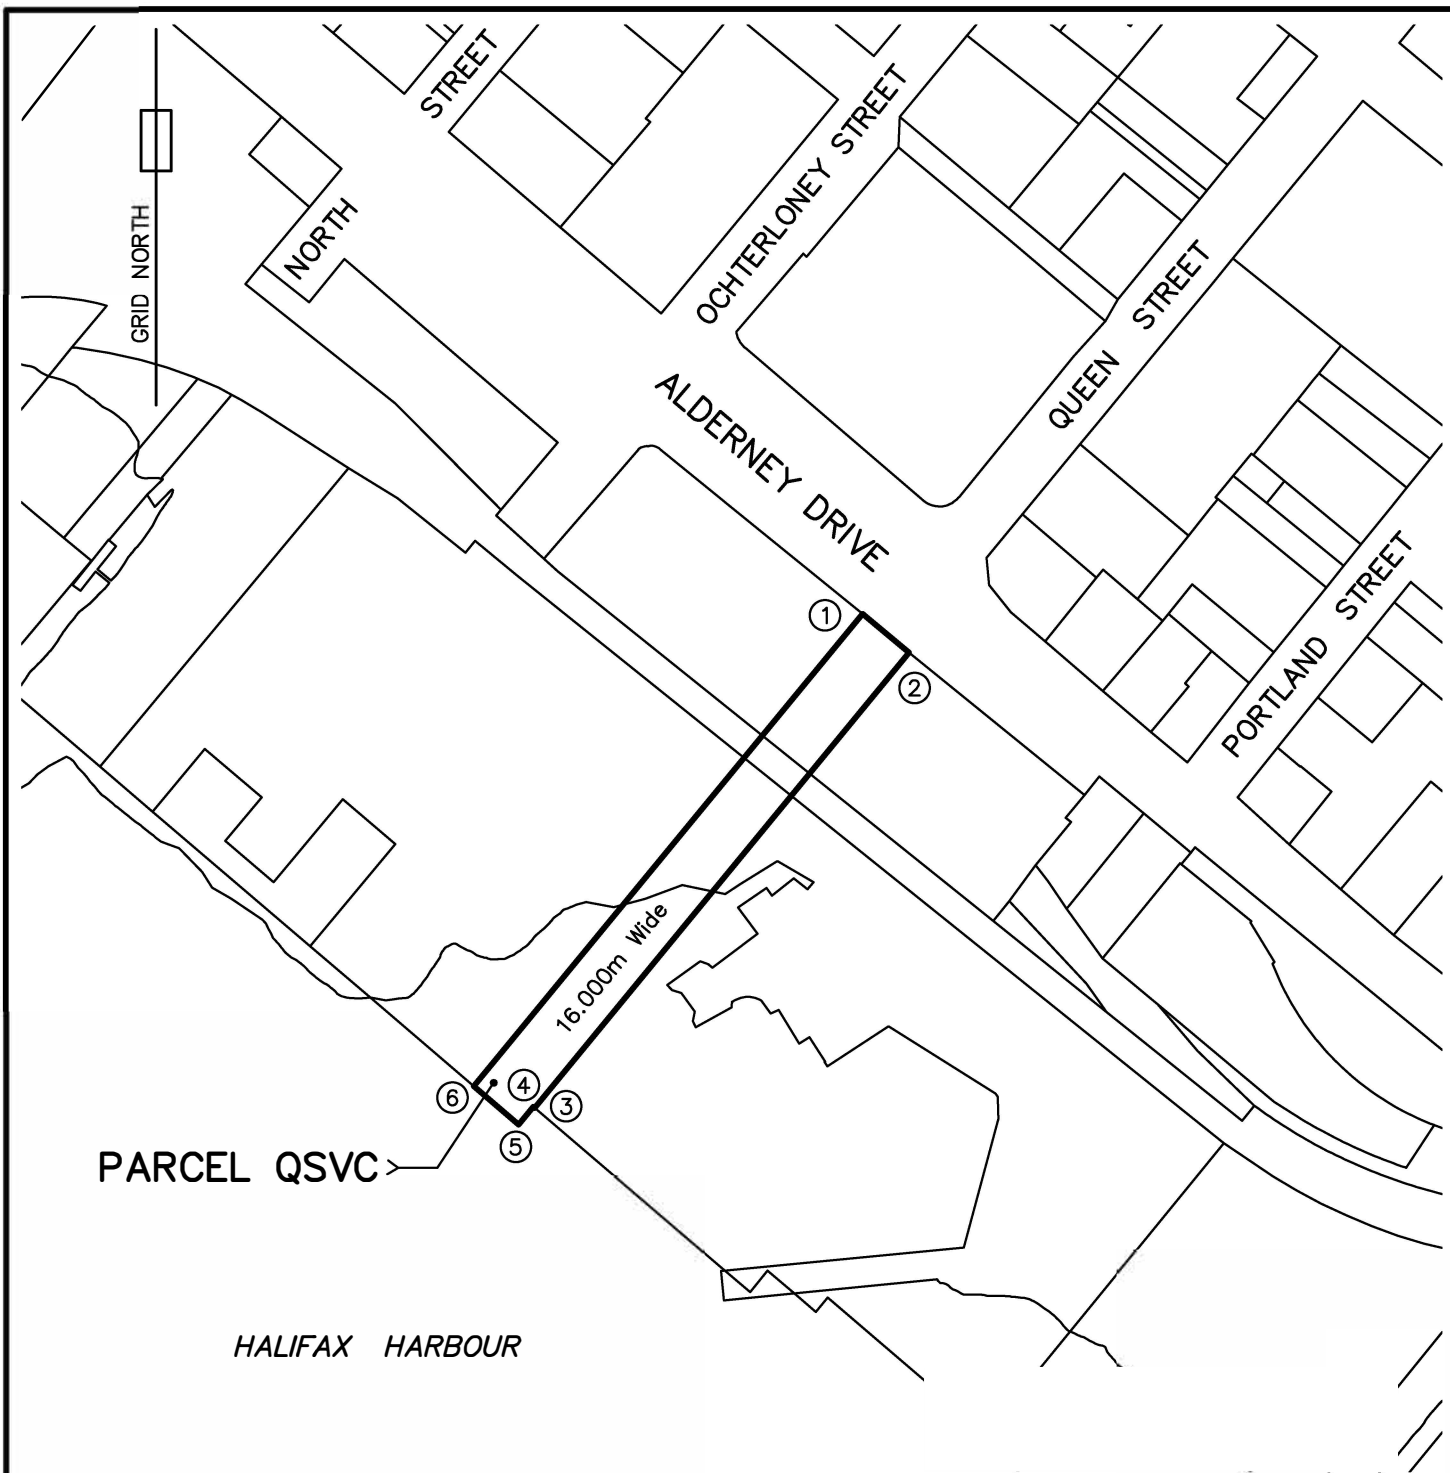 STREET
NORTH
GRID NORTH
OCHTERLONEY STREET
QUEEN STREET
ALDERNEY DRIVE
PORTLAND STREET
1
2
16.000m Wide
4
6
3
5
PARCEL QSVC
HALIFAX HARBOUR